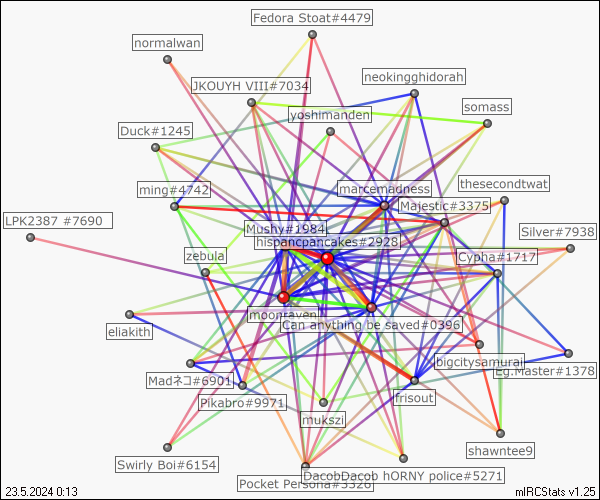 Fedora Stoat#4479
normalwan
neokingghidorah
JKOUYH VIII#7034
somass
yoshimanden
Duck#1245
marcemadness
thesecondtwat
ming#4742
Majestic#3375
LPK2387 #7690
Mushy#1984
Silver#7938
hispancpancakes#2928
zebula
Cypha#1717
moonraven
Can anything be saved#0396
eliakith
bigcitysamurai
Eg.Master#1378
Madネコ#6901
frisout
Pikabro#9971
mukszi
shawntee9
Swirly Boi#6154
DacobDacob hORNY police#5271
Pocket Persona#3326
23.5.2024 0:13
mIRCStats v1.25